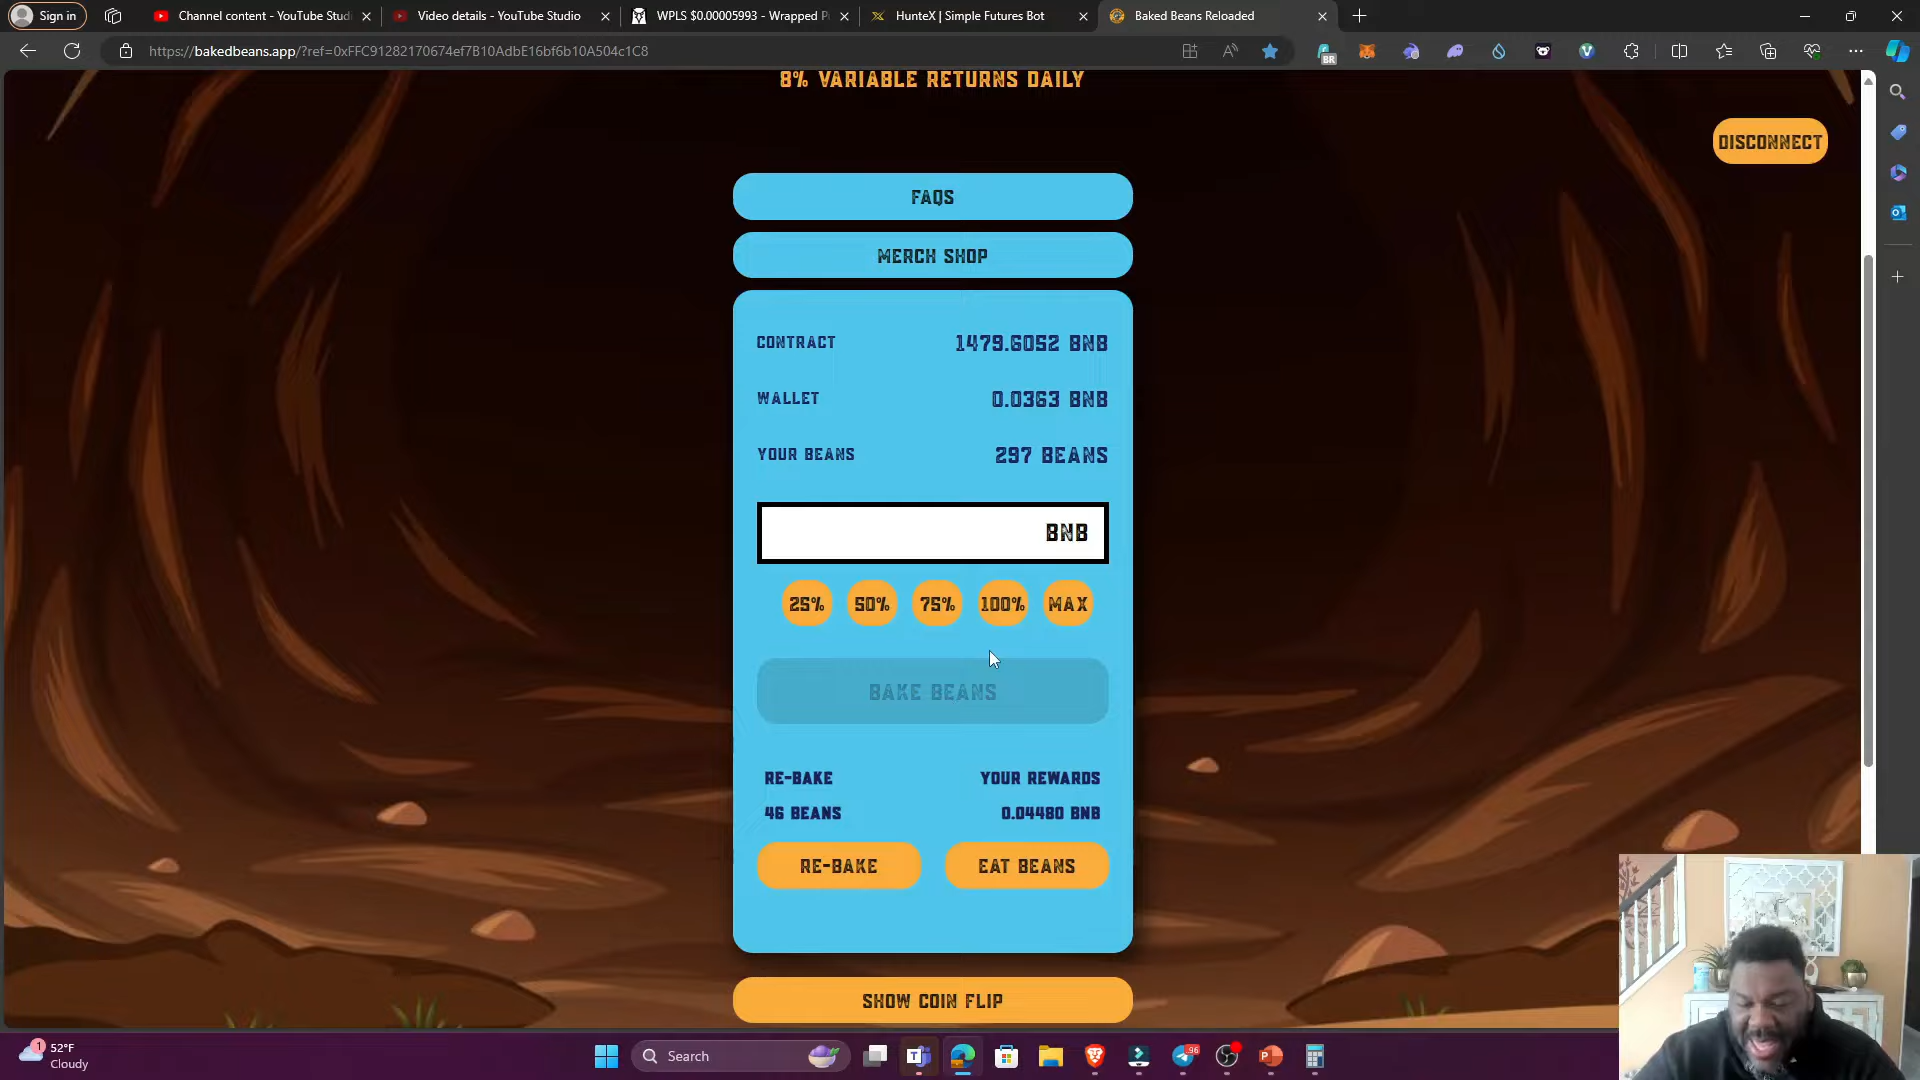 Sign in
Channel content - YouTube Studi
Video details - YouTube Studio
WPLS $0.00005993 - Wrapped P
HunteX | Simple Futures Bot
Baked Beans Reloaded
https://bakedbeans.app/?ref=0xFFC91282170674ef7B10AdbE16bf6b10A504c1C8
BR
8% VARIABLE RETURNS DAILY
DISCONNECT
FAQS
MERCH SHOP
CONTRACT 1479.6052 BNB
WALLET 0.0363 BNB
YOUR BEANS 297 BEANS
BNB
25% 50% 75% 100% MAX
BAKE BEANS
RE-BAKE YOUR REWARDS
46 BEANS 0.04480 BNB
RE-BAKE EAT BEANS
SHOW COIN FLIP
1 52°F
Cloudy
Search
96